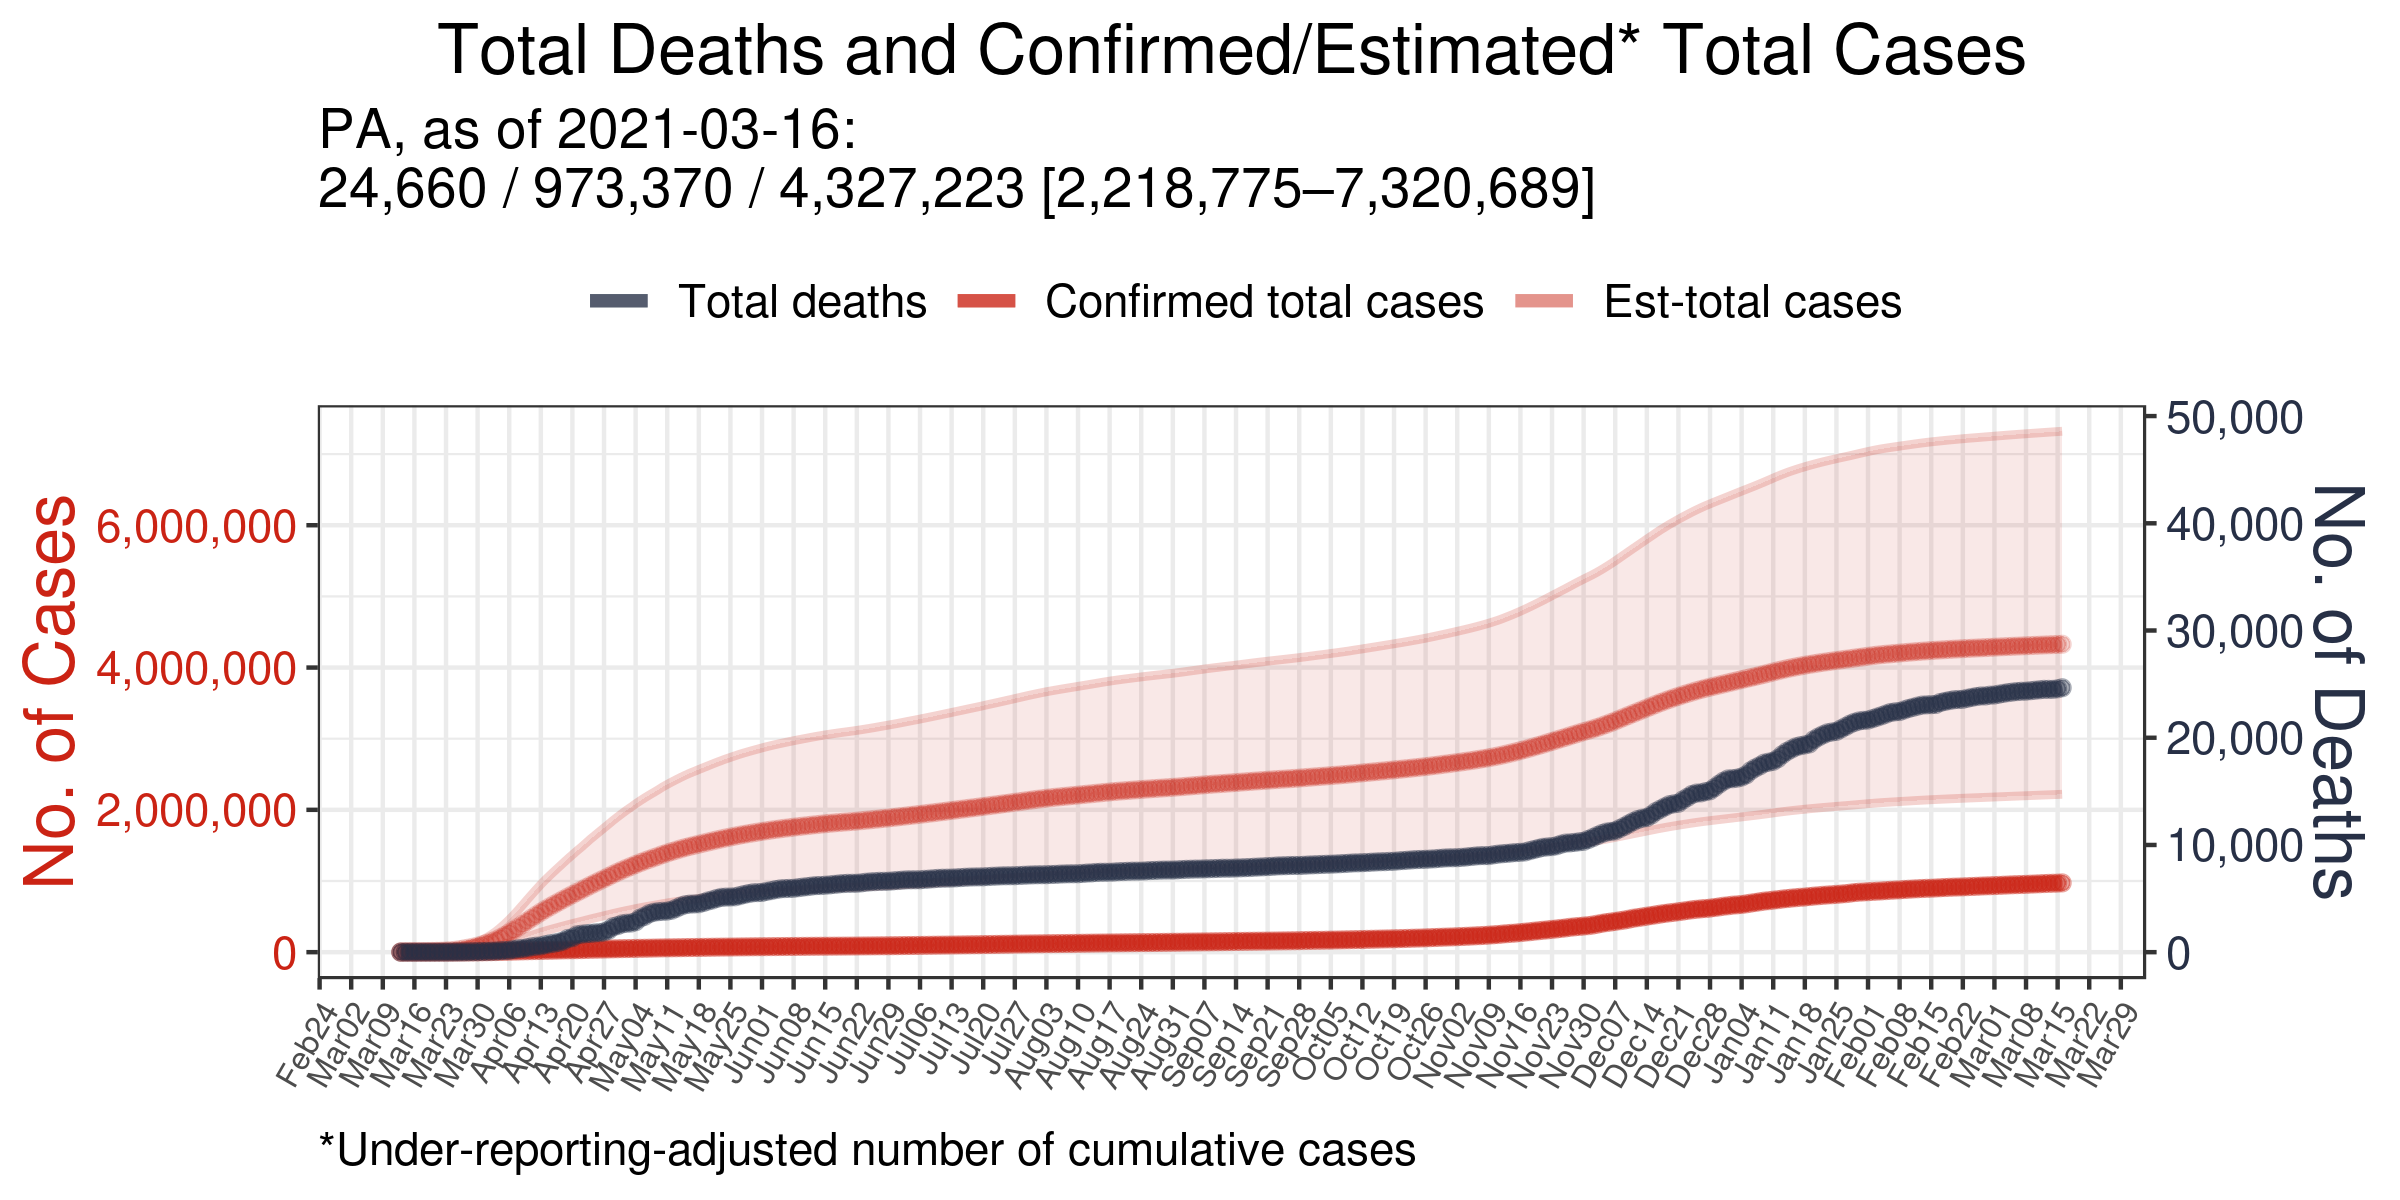 Total Deaths and Confirmed/Estimated* Total Cases
PA, as of 2021-03-16:
24,660 / 973,370 / 4,327,223 [2,218,775–7,320,689]
Total deaths
Confirmed total cases
Est-total cases
No. of Cases
6,000,000
4,000,000
2,000,000
0
50,000
40,000
30,000
20,000
10,000
0
No. of Deaths
Feb24
Mar02
Mar09
Mar16
Mar23
Mar30
Apr06
Apr13
Apr20
Apr27
May04
May11
May18
May25
Jun01
Jun08
Jun15
Jun22
Jun29
Jul06
Jul13
Jul20
Jul27
Aug03
Aug10
Aug17
Aug24
Aug31
Sep07
Sep14
Sep21
Sep28
Oct05
Oct12
Oct19
Oct26
Nov02
Nov09
Nov16
Nov23
Nov30
Dec07
Dec14
Dec21
Dec28
Jan04
Jan11
Jan18
Jan25
Feb01
Feb08
Feb15
Feb22
Mar01
Mar08
Mar15
Mar22
Mar29
*Under-reporting-adjusted number of cumulative cases